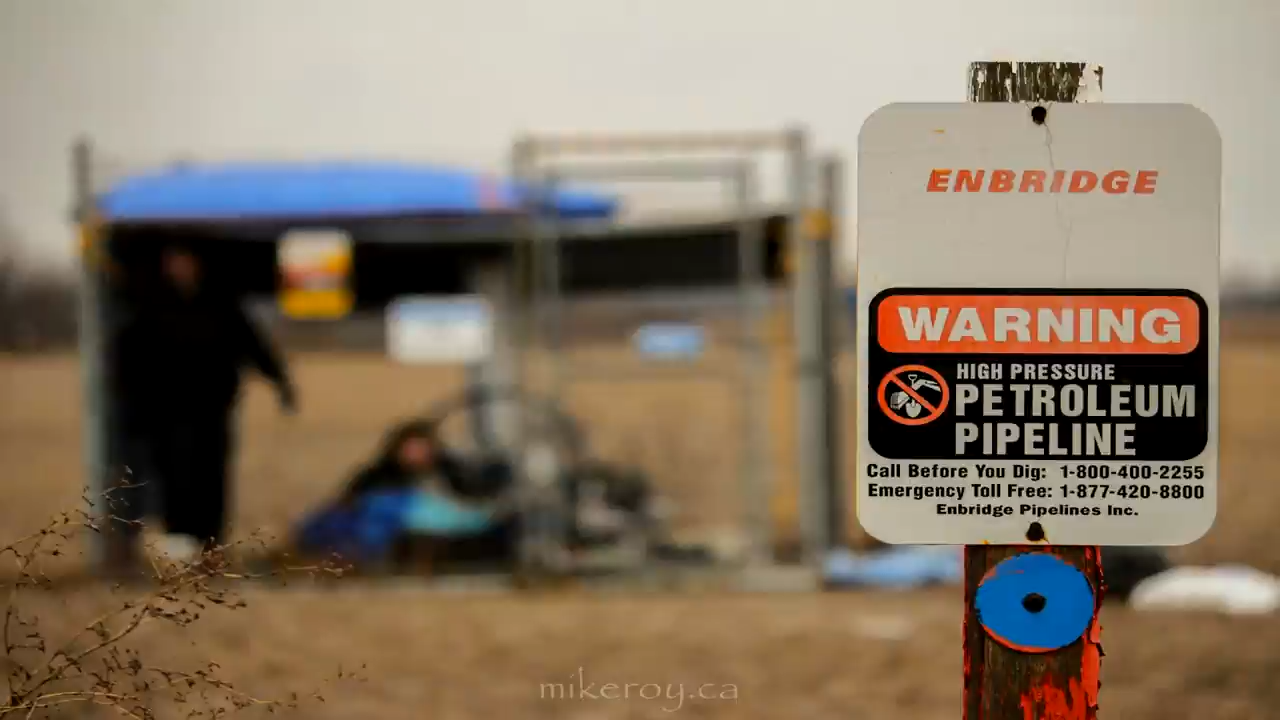 ENBRIDGE
WARNING
HIGH PRESSURE
PETROLEUM
PIPELINE
Call Before You Dig: 1-800-400-2255
Emergency Toll Free: 1-877-420-8800
Enbridge Pipelines Inc.
mikeroy.ca